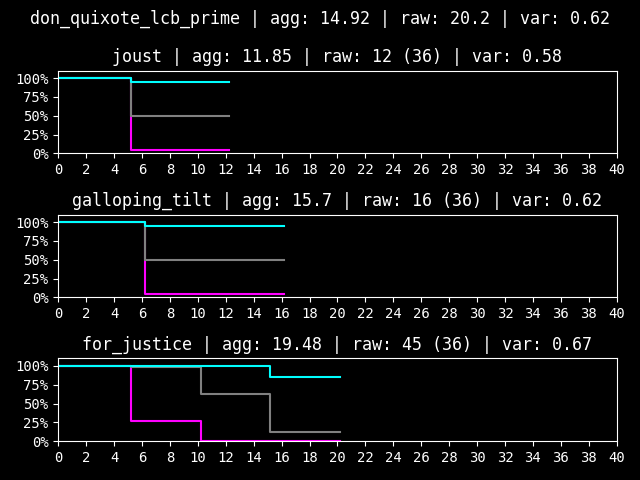 don_quixote_lcb_prime | agg: 14.92 | raw: 20.2 | var: 0.62
joust | agg: 11.85 | raw: 12 (36) | var: 0.58
100%
75%
50%
25%
0%
0 2 4 6 8 10 12 14 16 18 20 22 24 26 28 30 32 34 36 38 40
galloping_tilt | agg: 15.7 | raw: 16 (36) | var: 0.62
100%
75%
50%
25%
0%
0 2 4 6 8 10 12 14 16 18 20 22 24 26 28 30 32 34 36 38 40
for_justice | agg: 19.48 | raw: 45 (36) | var: 0.67
100%
75%
50%
25%
0%
0 2 4 6 8 10 12 14 16 18 20 22 24 26 28 30 32 34 36 38 40